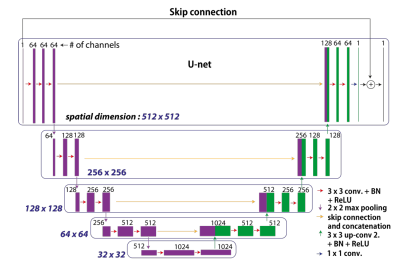 Skip connection
1 64 64 64 ← # of channels
128 64 64 1 1
U-net
+
spatial dimension : 512 x 512
64 128 128
256 128 128
256 x 256
128 256 256
512 256 256
128 x 128
256 512 512
1024 512 512
64 x 64
512 1024 1024
32 x 32
3 x 3 conv. + BN
+ ReLU
2 x 2 max pooling
skip connection
and concatenation
3 x 3 up-conv 2.
+ BN + ReLU
1 x 1 conv.